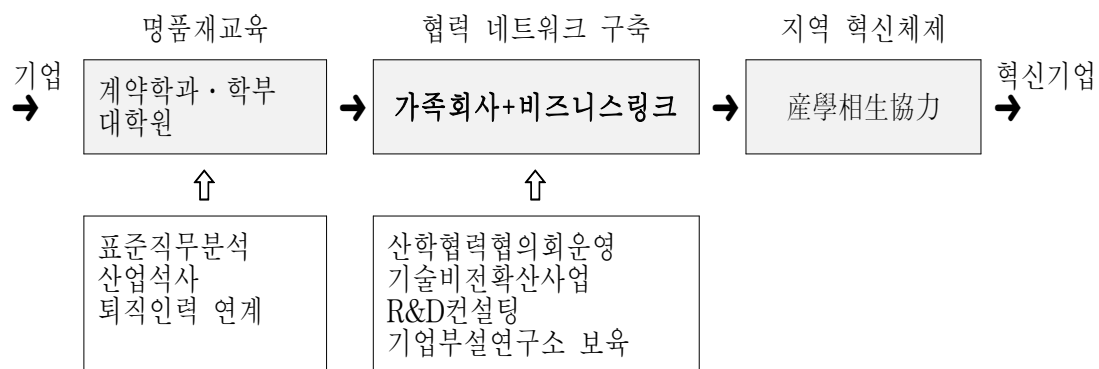 명품재교육
협력 네트워크 구축
지역 혁신체제
기업
➔
계약학과·학부
대학원
➔
가족회사+비즈니스링크
➔
産學相生協力
➔
혁신기업
⇧
⇧
표준직무분석
산업석사
퇴직인력 연계
산학협력협의회운영
기술비전확산사업
R&D컨설팅
기업부설연구소 보육